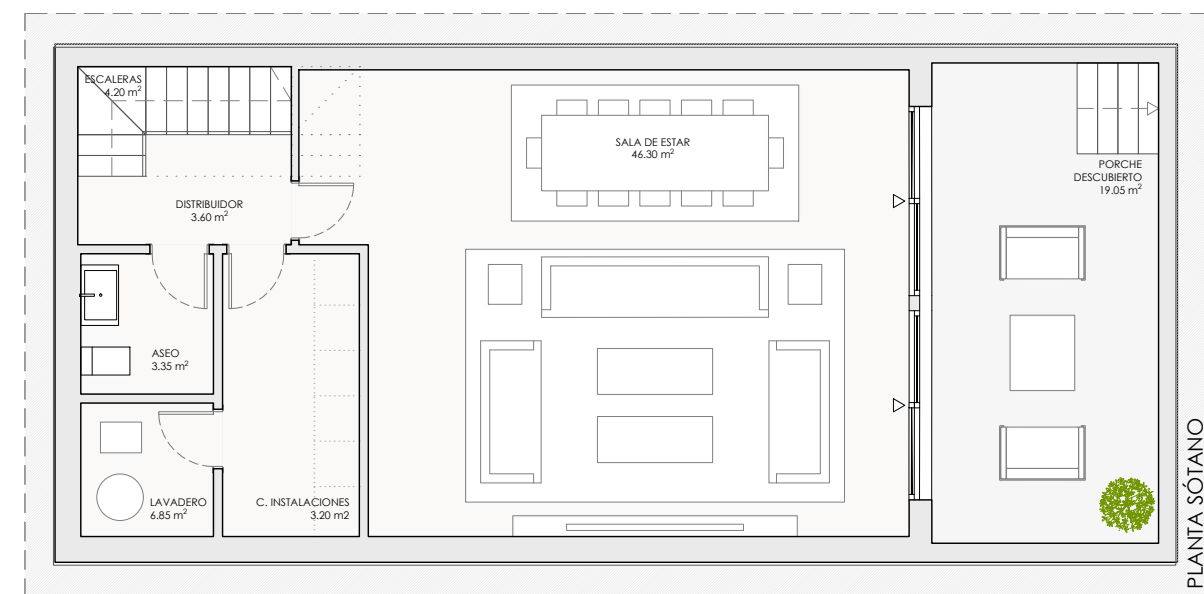 ESCALERAS
4.20 m²
SALA DE ESTAR
46.30 m²
PORCHE
DESCUBIERTO
19.05 m²
DISTRIBUIDOR
3.60 m²
ASEO
3.35 m²
LAVADERO
6.85 m²
C. INSTALACIONES
3.20 m2
PLANTA SÓTANO